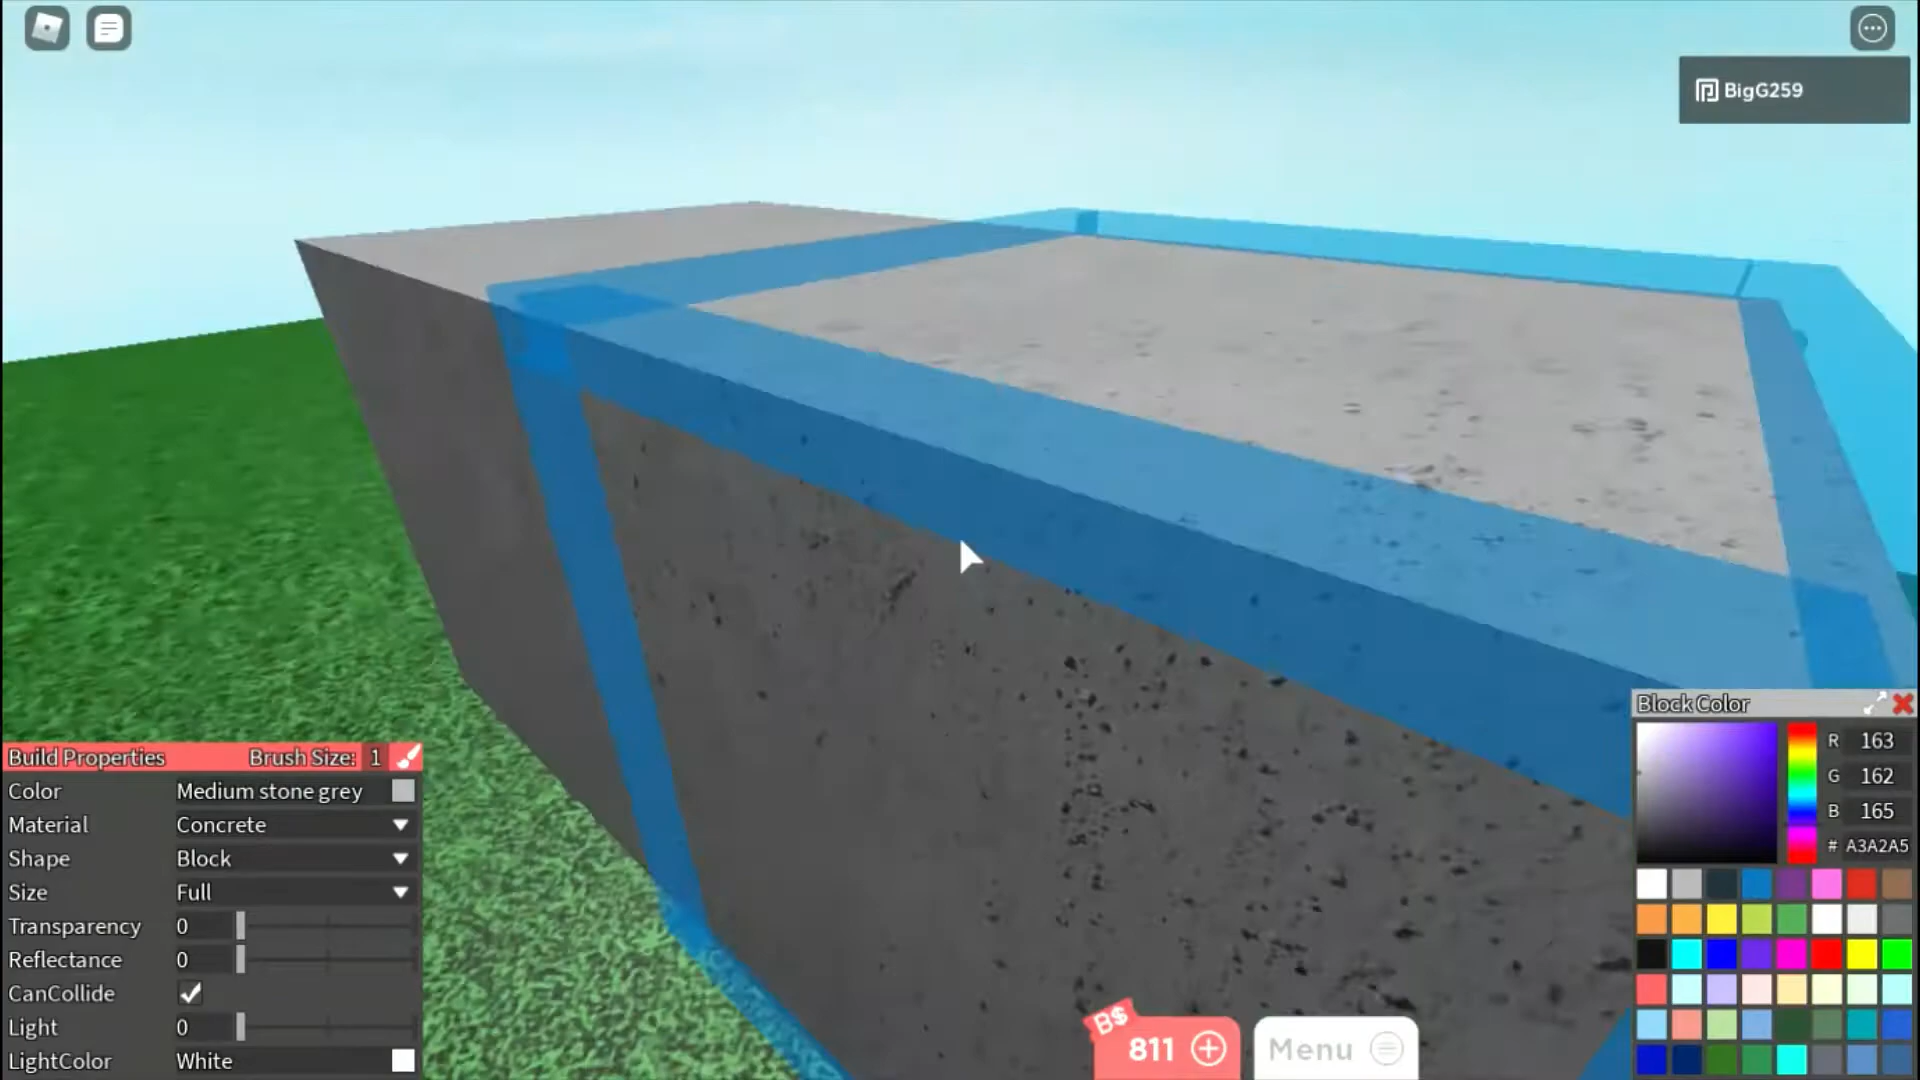 BigG259
Build Properties Brush Size: 1
Color Medium stone grey
Material Concrete
Shape Block
Size Full
Transparency 0
Reflectance 0
CanCollide
Light 0
LightColor White
B$
811
Menu
Block Color
R 163
G 162
B 165
# A3A2A5